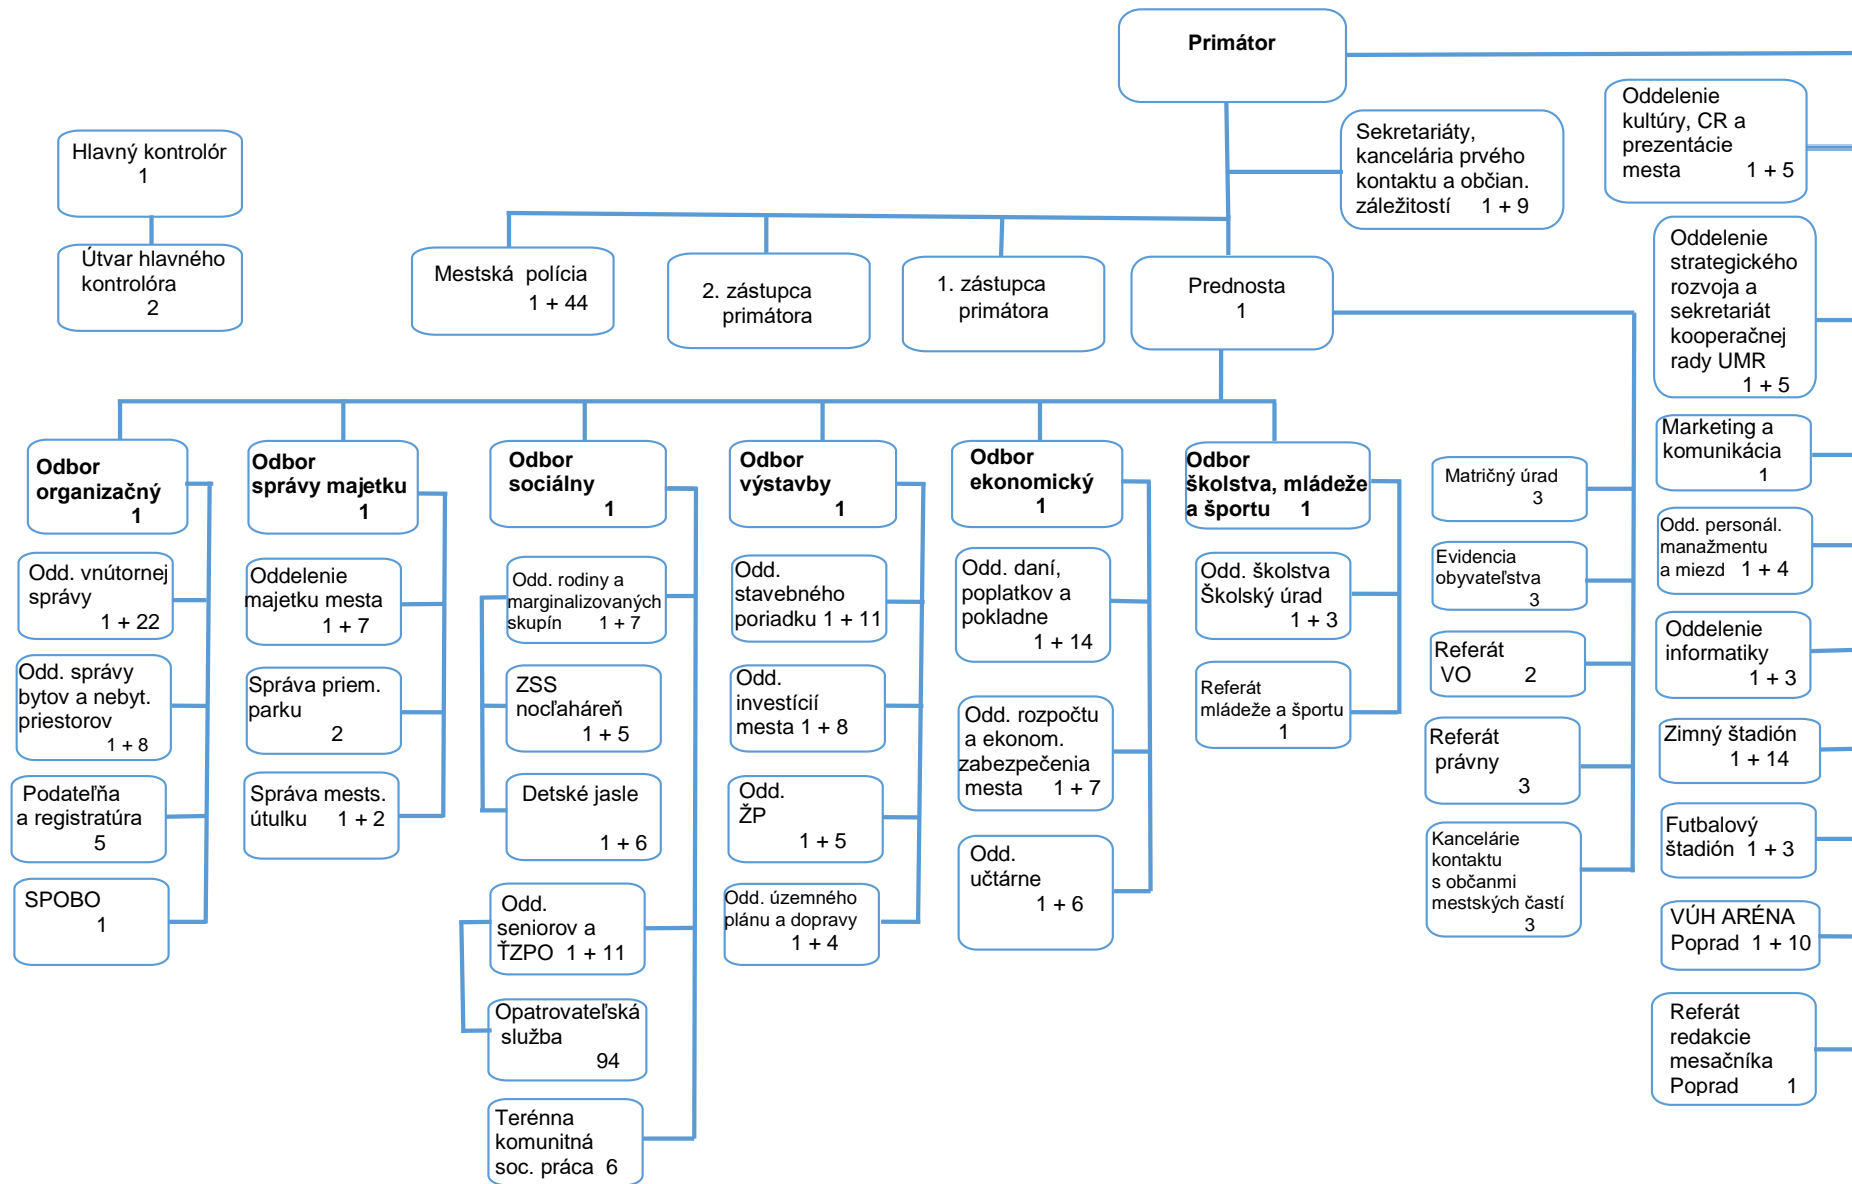 Primátor
Oddelenie
kultúry, CR a
prezentácie
mesta 1 + 5
Sekretariáty,
kancelária prvého
kontaktu a občian.
záležitostí 1 + 9
Hlavný kontrolór
1
Útvar hlavného
kontrolóra
2
Mestská polícia
1 + 44
2. zástupca
primátora
1. zástupca
primátora
Prednosta
1
Oddelenie
strategického
rozvoja a
sekretariát
kooperačnej
rady UMR
1 + 5
Odbor
organizačný
1
Odd. vnútornej
správy
1 + 22
Odd. správy
bytov a nebyt.
priestorov
1 + 8
Podateľňa
a registratúra
5
SPOBO
1
Odbor
správy majetku
1
Oddelenie
majetku mesta
1 + 7
Správa priem.
parku
2
Správa mests.
útulku 1 + 2
Odbor
sociálny
1
Odd. rodiny a
marginalizovaných
skupín 1 + 7
ZSS
nocľaháreň
1 + 5
Detské jasle
1 + 6
Odd.
seniorov a
ŤZPO 1 + 11
Opatrovateľská
služba
94
Terénna
komunitná
soc. práca 6
Odbor
výstavby
1
Odd.
stavebného
poriadku 1 + 11
Odd.
investícií
mesta 1 + 8
Odd.
ŽP
1 + 5
Odd. územného
plánu a dopravy
1 + 4
Odbor
ekonomický
1
Odd. daní,
poplatkov a
pokladne
1 + 14
Odd. rozpočtu
a ekonom.
zabezpečenia
mesta 1 + 7
Odd.
učtárne
1 + 6
Odbor
školstva, mládeže
a športu 1
Odd. školstva
Školský úrad
1 + 3
Referát
mládeže a športu
1
Matričný úrad
3
Evidencia
obyvateľstva
3
Referát
VO 2
Referát
právny
3
Kancelárie
kontaktu
s občanmi
mestských častí
3
Marketing a
komunikácia
1
Odd. personál.
manažmentu
a miezd 1 + 4
Oddelenie
informatiky
1 + 3
Zimný štadión
1 + 14
Futbalový
štadión 1 + 3
VÚH ARÉNA
Poprad 1 + 10
Referát
redakcie
mesačníka
Poprad 1